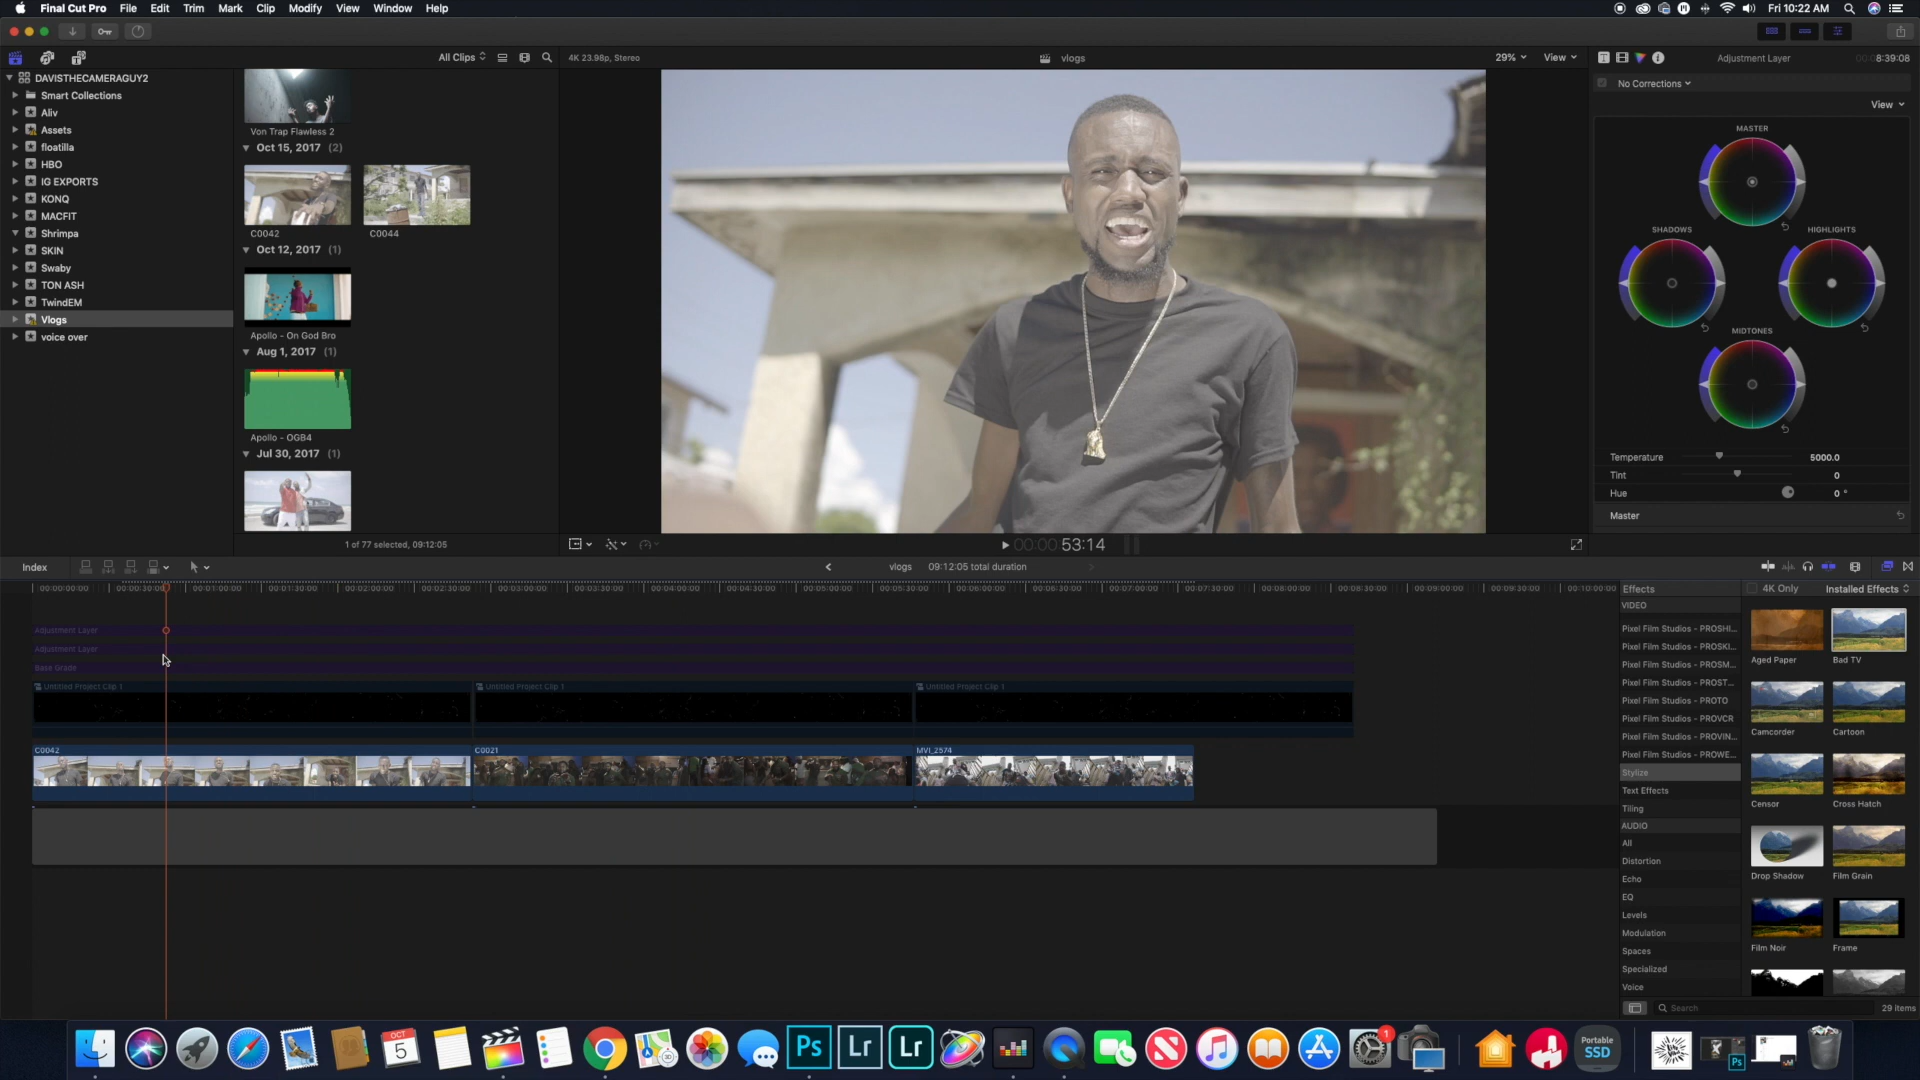 Final Cut Pro File Edit Trim Mark Clip Modify View Window Help
Fri 10:22 AM
All Clips
4K 23.98p, Stereo
vlogs
29%
View
Adjustment Layer
8:39:08
DAVISTHECAMERAGUY2
Smart Collections
Aliv
Assets
floatilla
HBO
IG EXPORTS
KONQ
MACFIT
Shrimpa
SKIN
Swaby
TON ASH
TwindEM
Vlogs
voice over
Von Trap Flawless 2
Oct 15, 2017 (2)
C0042
C0044
Oct 12, 2017 (1)
Apollo - On God Bro
Aug 1, 2017 (1)
Apollo - OGB4
Jul 30, 2017 (1)
1 of 77 selected, 09:12:05
00:00 53:14
No Corrections
View
MASTER
SHADOWS
HIGHLIGHTS
MIDTONES
Temperature 5000.0
Tint 0
Hue 0 °
Master
Index
vlogs 09:12:05 total duration
00:00:00:00 00:00:30:00 00:01:00:00 00:01:30:00 00:02:00:00 00:02:30:00 00:03:00:00 00:03:30:00 00:04:00:00 00:04:30:00 00:05:00:00 00:05:30:00 00:06:00:00 00:06:30:00 00:07:00:00 00:07:30:00 00:08:00:00 00:08:30:00 00:09:00:00 00:09:30:00 00:10:00:00
Adjustment Layer
Adjustment Layer
Base Grade
Untitled Project Clip 1
Untitled Project Clip 1
Untitled Project Clip 1
C0042
C0021
MVI_2574
Effects
4K Only
Installed Effects
VIDEO
Pixel Film Studios - PROSHI...
Pixel Film Studios - PROSKI...
Pixel Film Studios - PROSM...
Pixel Film Studios - PROST...
Pixel Film Studios - PROTO
Pixel Film Studios - PROVCR
Pixel Film Studios - PROVIN...
Pixel Film Studios - PROWE...
Stylize
Text Effects
Tiling
AUDIO
All
Distortion
Echo
EQ
Levels
Modulation
Spaces
Specialized
Voice
Aged Paper
Bad TV
Camcorder
Cartoon
Censor
Cross Hatch
Drop Shadow
Film Grain
Film Noir
Frame
Search
29 items
OCT
5
3D
Ps
Lr
Lr
1
Portable
SSD
Ps